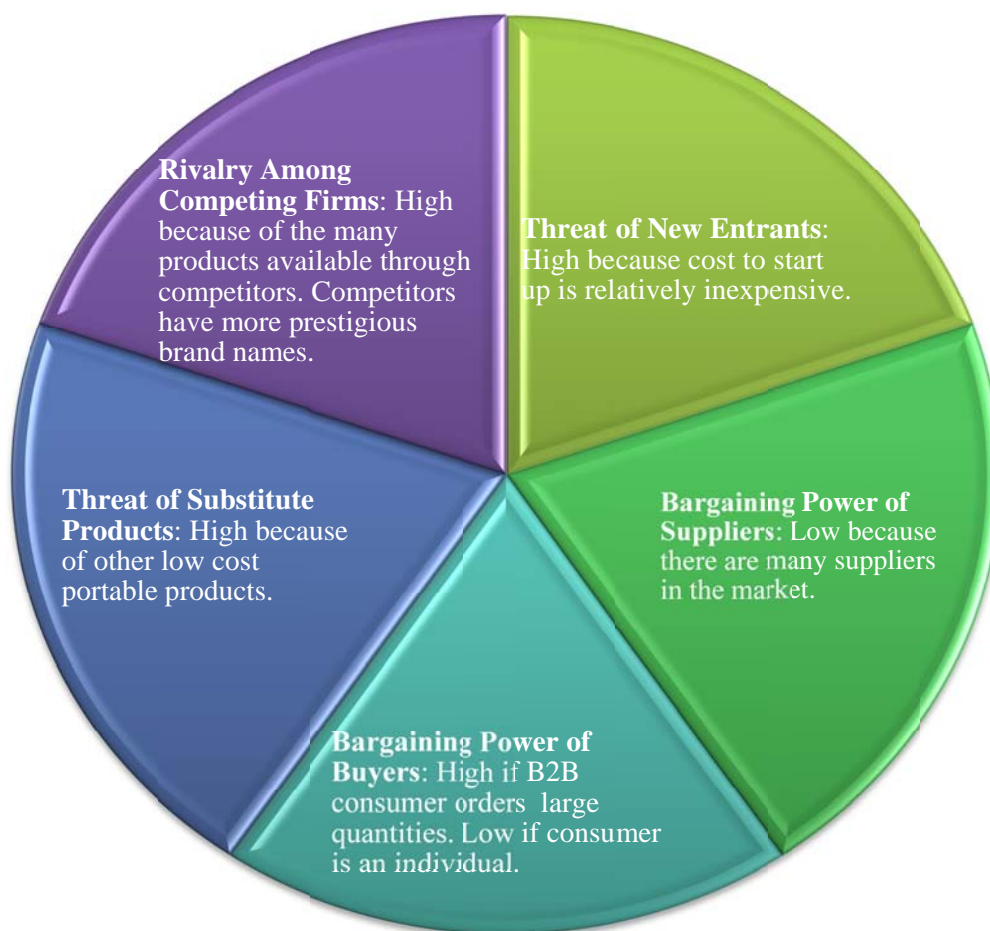 Rivalry Among
Competing Firms: High
because of the many
products available through
competitors. Competitors
have more prestigious
brand names.
Threat of New Entrants:
High because cost to start
up is relatively inexpensive.
Bargaining Power of
Suppliers: Low because
there are many suppliers
in the market.
Bargaining Power of
Buyers: High if B2B
consumer orders large
quantities. Low if consumer
is an individual.
Threat of Substitute
Products: High because
of other low cost
portable products.